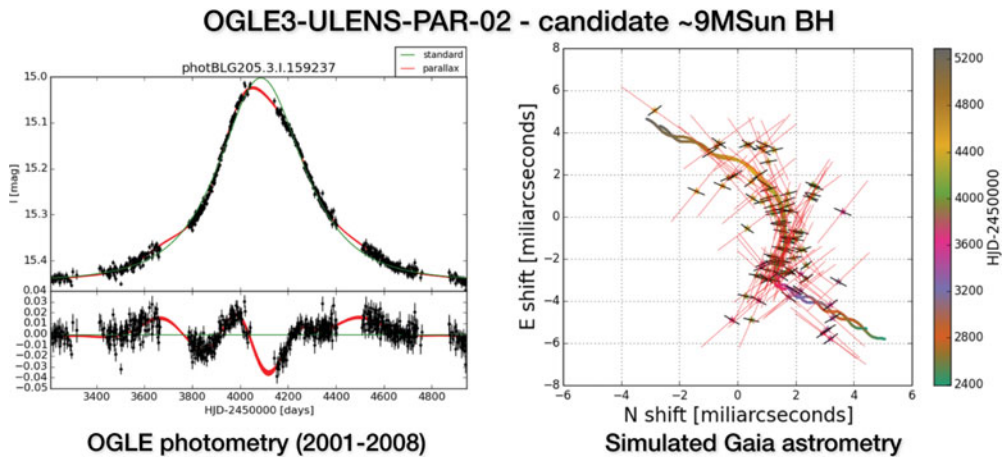 OGLE3-ULENS-PAR-02 - candidate ~9MSun BH
photBLG205.3.I.159237
standard
parallax
15.0
15.1
15.2
15.3
15.4
I [mag]
0.04
0.03
0.02
0.01
0.00
−0.01
−0.02
−0.03
−0.04
−0.05
3400 3600 3800 4000 4200 4400 4600 4800
HJD-2450000 [days]
OGLE photometry (2001-2008)
8
6
4
2
0
−2
−4
−6
−8
E shift [miliarcseconds]
−6 −4 −2 0 2 4 6
N shift [miliarcseconds]
5200
4800
4400
4000
3600
3200
2800
2400
HJD-2450000
Simulated Gaia astrometry